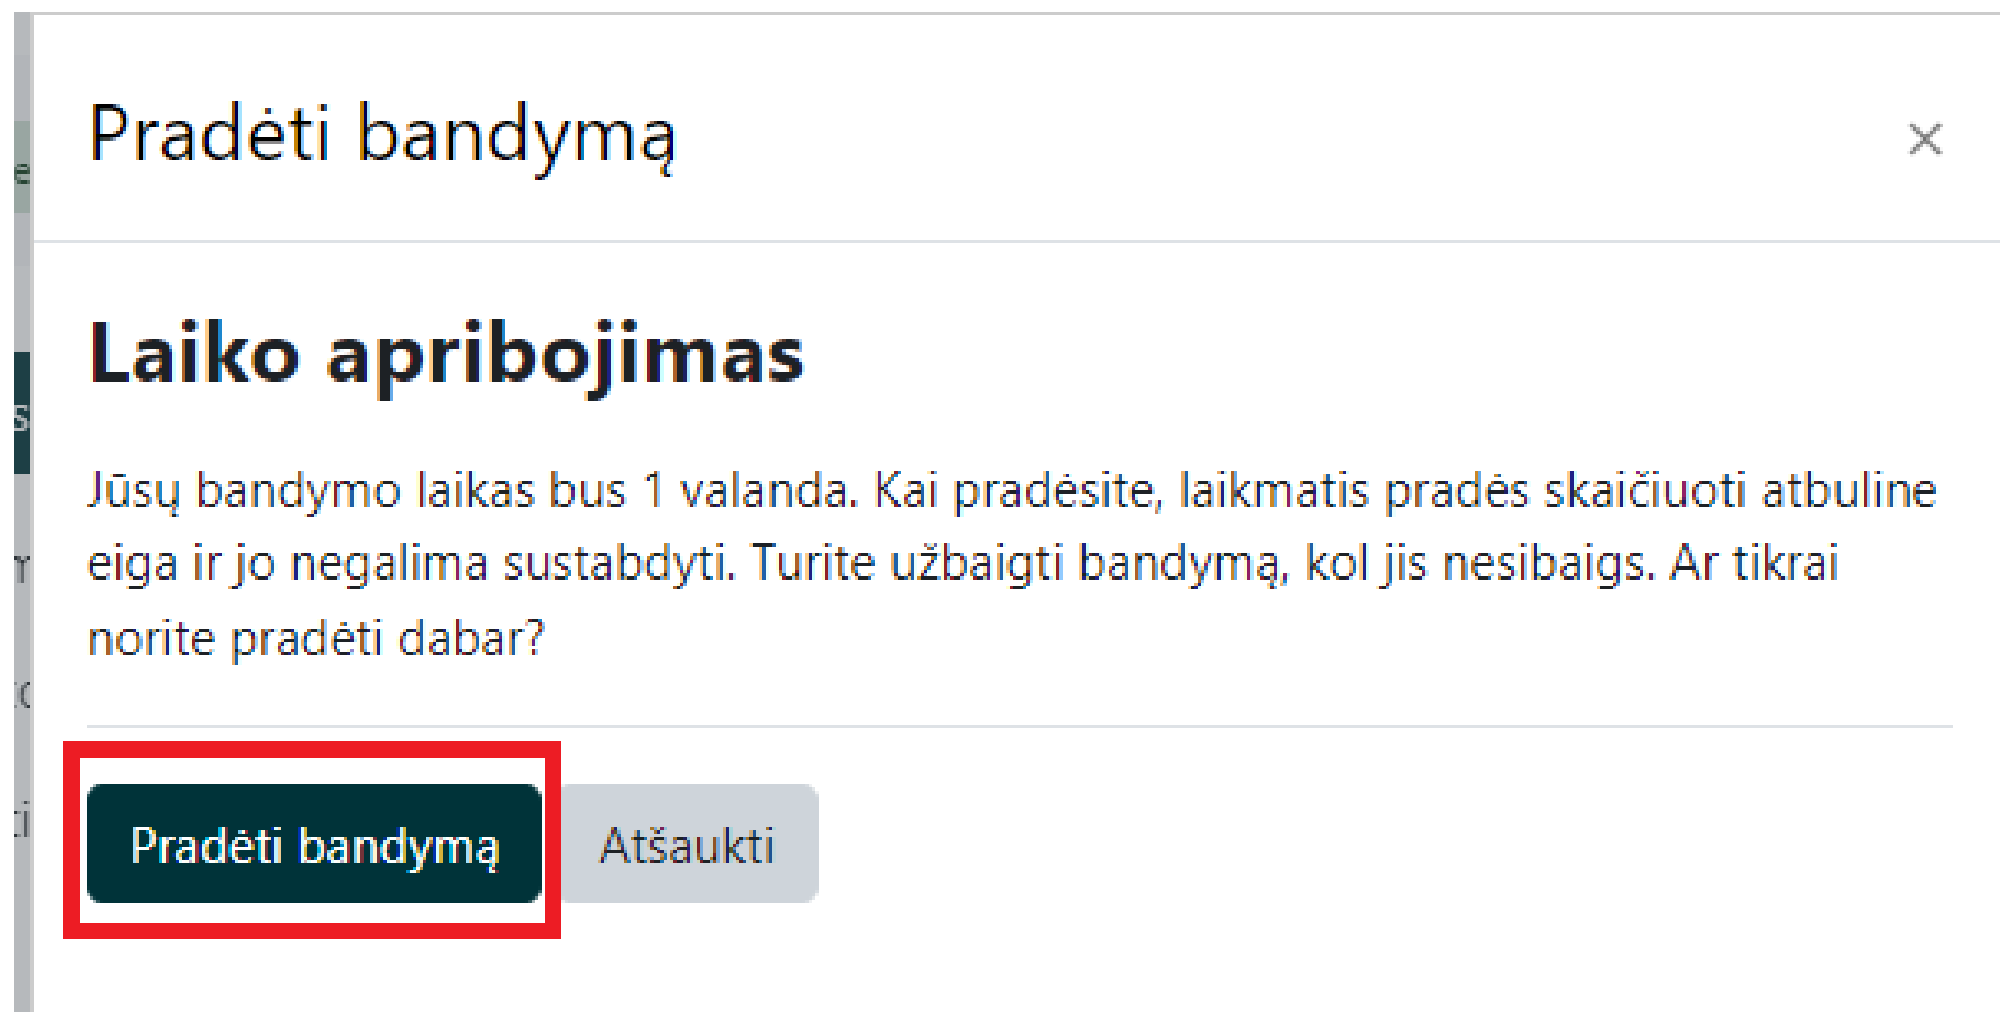 Pradėti bandymą
Laiko apribojimas
Jūsų bandymo laikas bus 1 valanda. Kai pradėsite, laikmatis pradės skaičiuoti atbuline
eiga ir jo negalima sustabdyti. Turite užbaigti bandymą, kol jis nesibaigs. Ar tikrai
norite pradėti dabar?
Pradėti bandymą Atšaukti